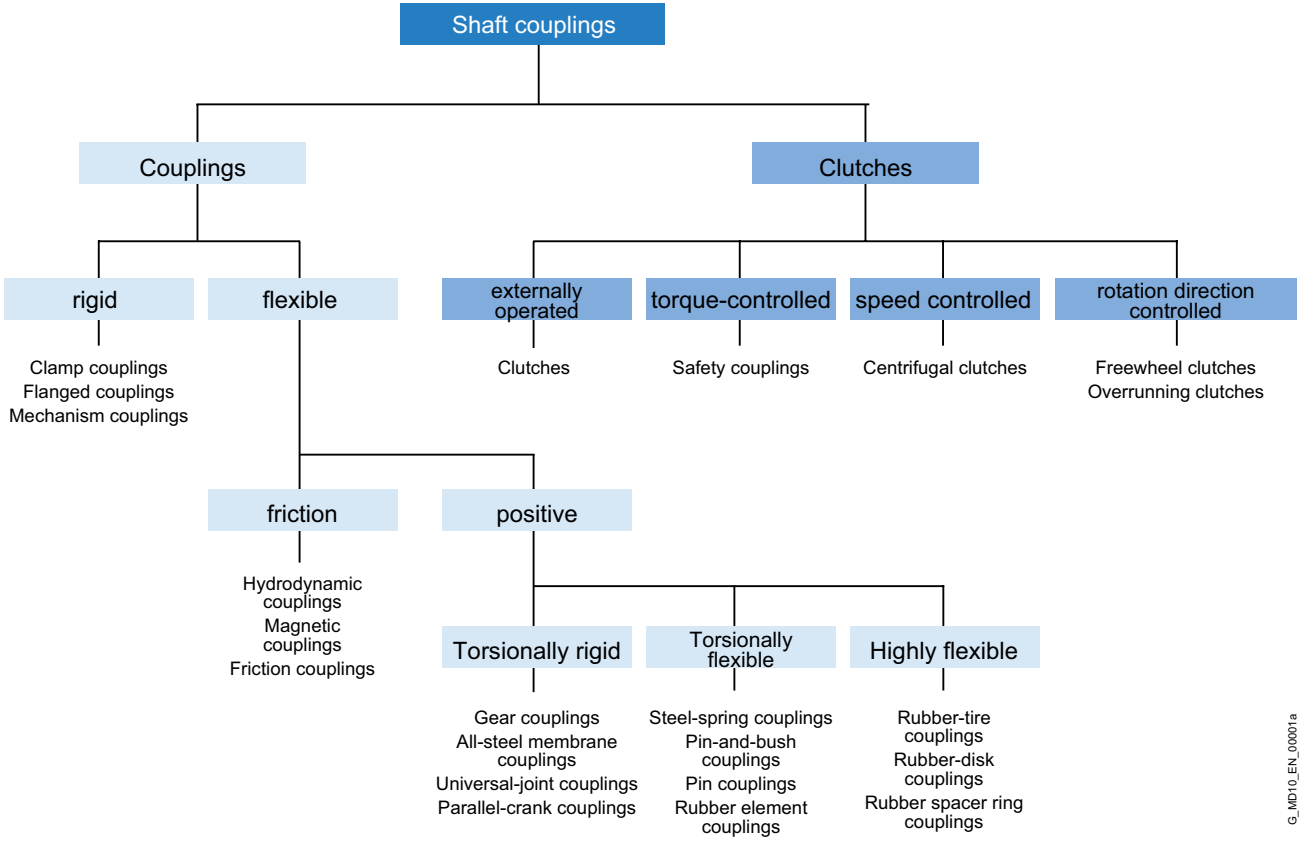 Shaft couplings
Couplings
Clutches
rigid
flexible
externally
operated
torque-controlled
speed controlled
rotation direction
controlled
Clamp couplings
Flanged couplings
Mechanism couplings
Clutches
Safety couplings
Centrifugal clutches
Freewheel clutches
Overrunning clutches
friction
positive
Hydrodynamic
couplings
Magnetic
couplings
Friction couplings
Torsionally rigid
Torsionally
flexible
Highly flexible
Gear couplings
All-steel membrane
couplings
Universal-joint couplings
Parallel-crank couplings
Steel-spring couplings
Pin-and-bush
couplings
Pin couplings
Rubber element
couplings
Rubber-tire
couplings
Rubber-disk
couplings
Rubber spacer ring
couplings
G_MD10_EN_00001a